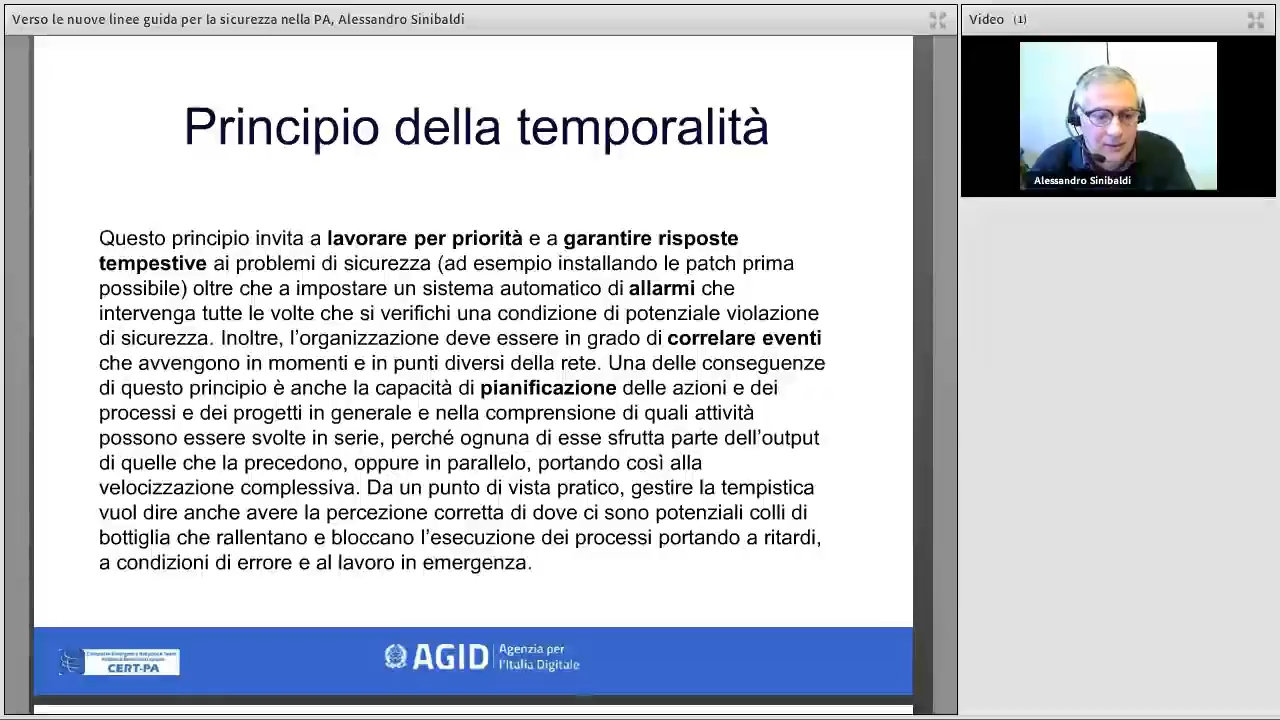 Verso le nuove linee guida per la sicurezza nella PA, Alessandro Sinibaldi
Video (1)
Alessandro Sinibaldi
Principio della temporalità
Questo principio invita a lavorare per priorità e a garantire risposte
tempestive ai problemi di sicurezza (ad esempio installando le patch prima
possibile) oltre che a impostare un sistema automatico di allarmi che
intervenga tutte le volte che si verifichi una condizione di potenziale violazione
di sicurezza. Inoltre, l’organizzazione deve essere in grado di correlare eventi
che avvengono in momenti e in punti diversi della rete. Una delle conseguenze
di questo principio è anche la capacità di pianificazione delle azioni e dei
processi e dei progetti in generale e nella comprensione di quali attività
possono essere svolte in serie, perché ognuna di esse sfrutta parte dell’output
di quelle che la precedono, oppure in parallelo, portando così alla
velocizzazione complessiva. Da un punto di vista pratico, gestire la tempistica
vuol dire anche avere la percezione corretta di dove ci sono potenziali colli di
bottiglia che rallentano e bloccano l’esecuzione dei processi portando a ritardi,
a condizioni di errore e al lavoro in emergenza.
CERT-PA
AGID
Agenzia per
l’Italia Digitale